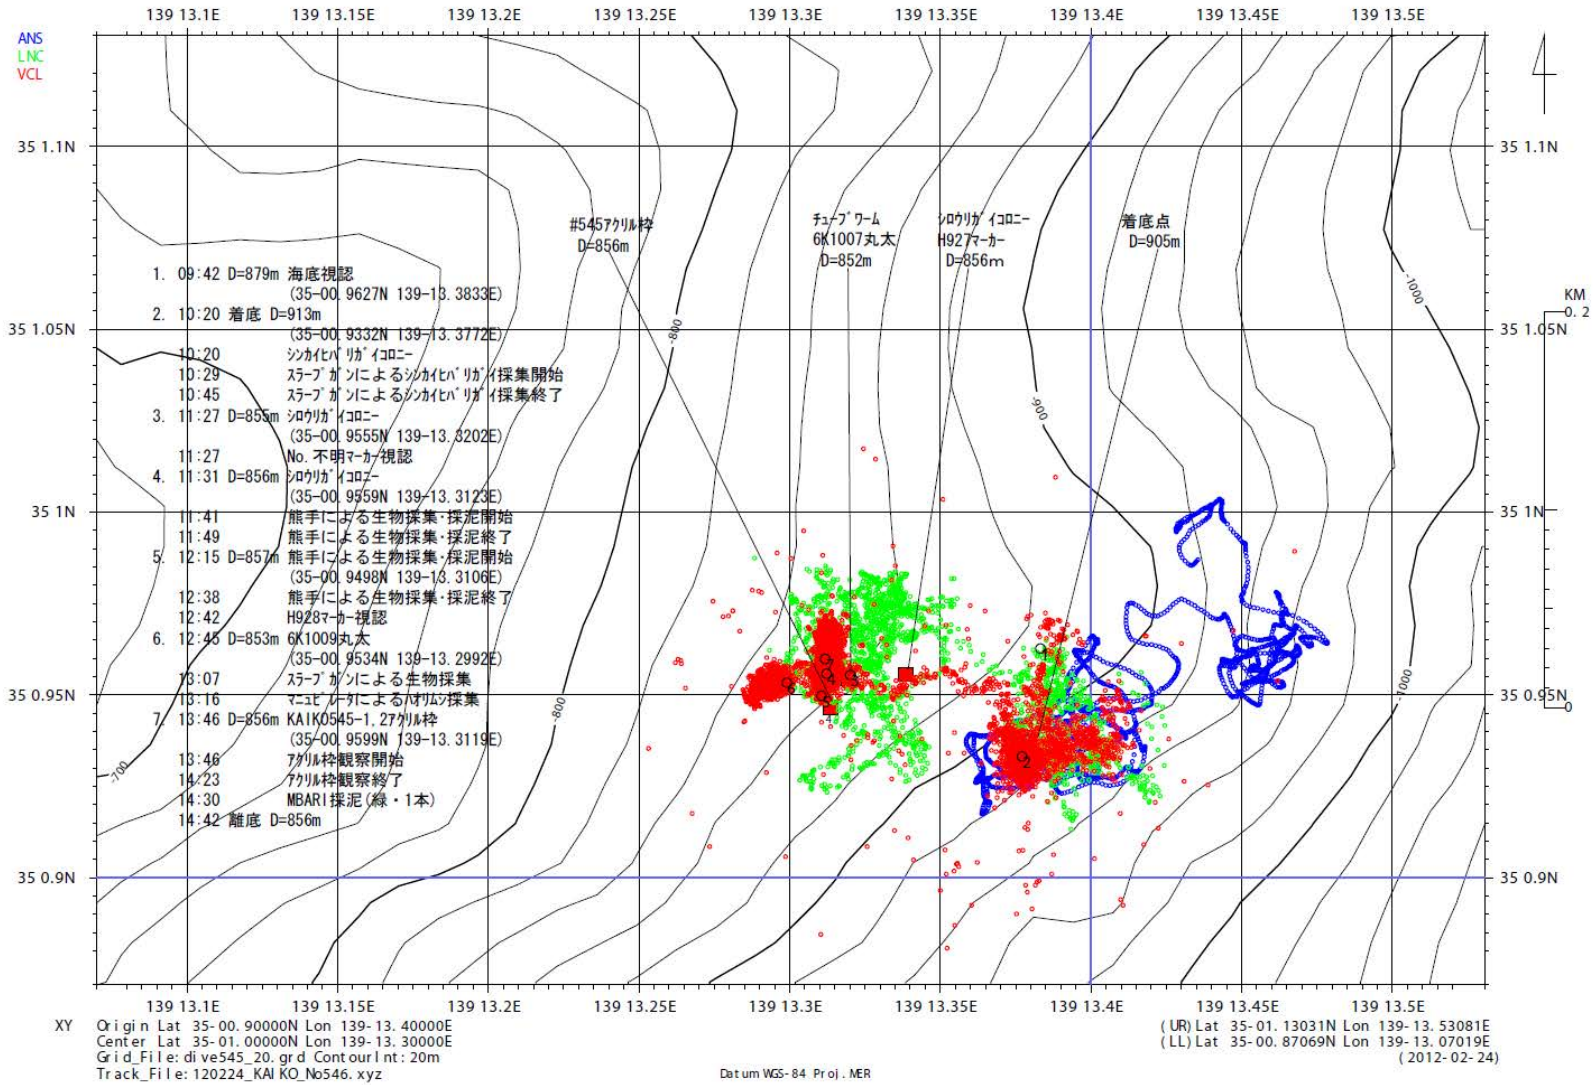 139 13.1E 139 13.15E 139 13.2E 139 13.25E 139 13.3E 139 13.35E 139 13.4E 139 13.45E 139 13.5E
ANS
LNC
VCL
35 1.1N 35 1.1N
#545アクリル枠
D=856m
チューブワーム
6K1007丸太
D=852m
シロウリガイコロニー
H927マーカー
D=856m
着底点
D=905m
1. 09:42 D=879m 海底視認
(35-00.9627N 139-13.3833E)
2. 10:20 着底 D=913m
(35-00.9332N 139-13.3772E)
10:20 シンカイヒバリガイコロニー
10:29 スラープガンによるシンカイヒバリガイ採集開始
10:45 スラープガンによるシンカイヒバリガイ採集終了
3. 11:27 D=855m シロウリガイコロニー
(35-00.9555N 139-13.3202E)
11:27 No.不明マーカー視認
4. 11:31 D=856m シロウリガイコロニー
(35-00.9559N 139-13.3123E)
11:41 熊手による生物採集・採泥開始
11:49 熊手による生物採集・採泥終了
5. 12:15 D=857m 熊手による生物採集・採泥開始
(35-00.9498N 139-13.3106E)
12:38 熊手による生物採集・採泥終了
12:42 H928マーカー視認
6. 12:45 D=853m 6K1009丸太
(35-00.9534N 139-13.2992E)
13:07 スラープガンによる生物採集
13:16 マニピレータによるハオリムシ採集
7. 13:46 D=856m KAIKO545-1.2アクリル枠
(35-00.9599N 139-13.3119E)
13:46 アクリル枠観察開始
14:23 アクリル枠観察終了
14:30 MBARI採泥(緑・1本)
14:42 離底 D=856m
KM
0.2
0
35 1.05N 35 1.05N
35 1N 35 1N
35 0.95N 35 0.95N
35 0.9N 35 0.9N
-700
-800
-800
-900
-1000
-1000
1
2
4
6
139 13.1E 139 13.15E 139 13.2E 139 13.25E 139 13.3E 139 13.35E 139 13.4E 139 13.45E 139 13.5E
XY Origin Lat 35-00.90000N Lon 139-13.40000E
Center Lat 35-01.00000N Lon 139-13.30000E
Grid_File: dive545_20.grd ContourInt: 20m
Track_File: 120224_KAIKO_No546.xyz
Datum WGS-84 Proj. MER
(UR) Lat 35-01.13031N Lon 139-13.53081E
(LL) Lat 35-00.87069N Lon 139-13.07019E
(2012-02-24)